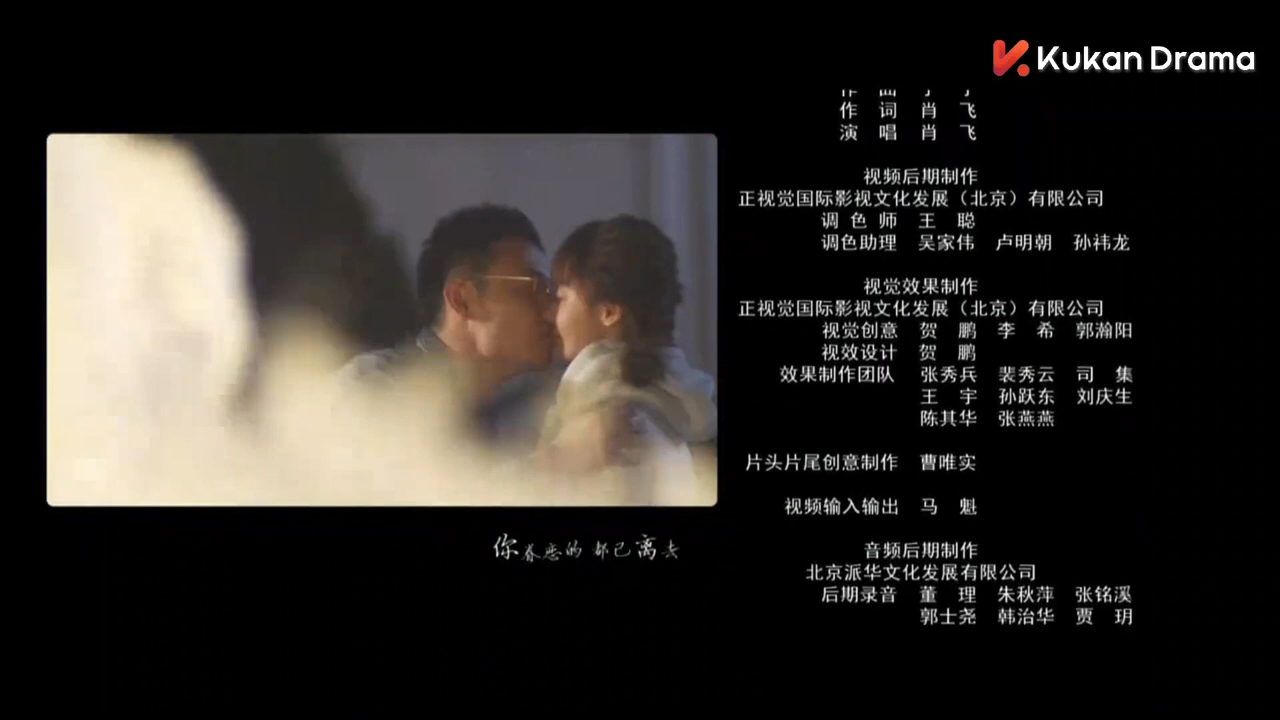 Kukan Drama
作 词 肖 飞
演 唱 肖 飞
视频后期制作
正视觉国际影视文化发展（北京）有限公司
调 色 师 王 聪
调色助理 吴家伟 卢明朝 孙祎龙
视觉效果制作
正视觉国际影视文化发展（北京）有限公司
视觉创意 贺 鹏 李 希 郭瀚阳
视效设计 贺 鹏
效果制作团队 张秀兵 裴秀云 司 集
王 宇 孙跃东 刘庆生
陈其华 张燕燕
片头片尾创意制作 曹唯实
视频输入输出 马 魁
音频后期制作
北京派华文化发展有限公司
后期录音 董 理 朱秋萍 张铭溪
郭士尧 韩治华 贾 玥
你眷恋的 都已离去